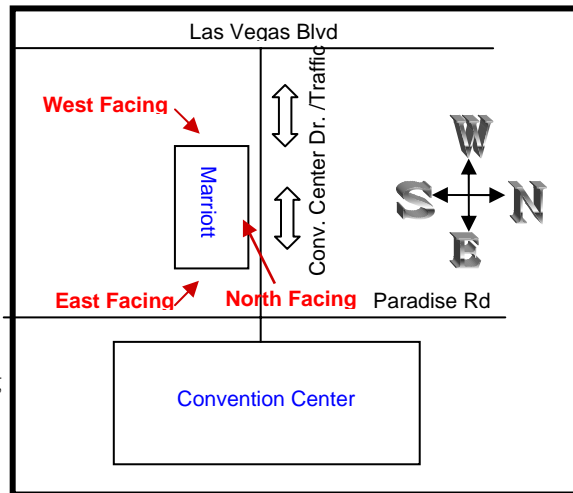 Las Vegas Blvd
West Facing
Conv. Center Dr. /Traffic
W
Marriott
S
N
E
East Facing
North Facing
Paradise Rd
Convention Center